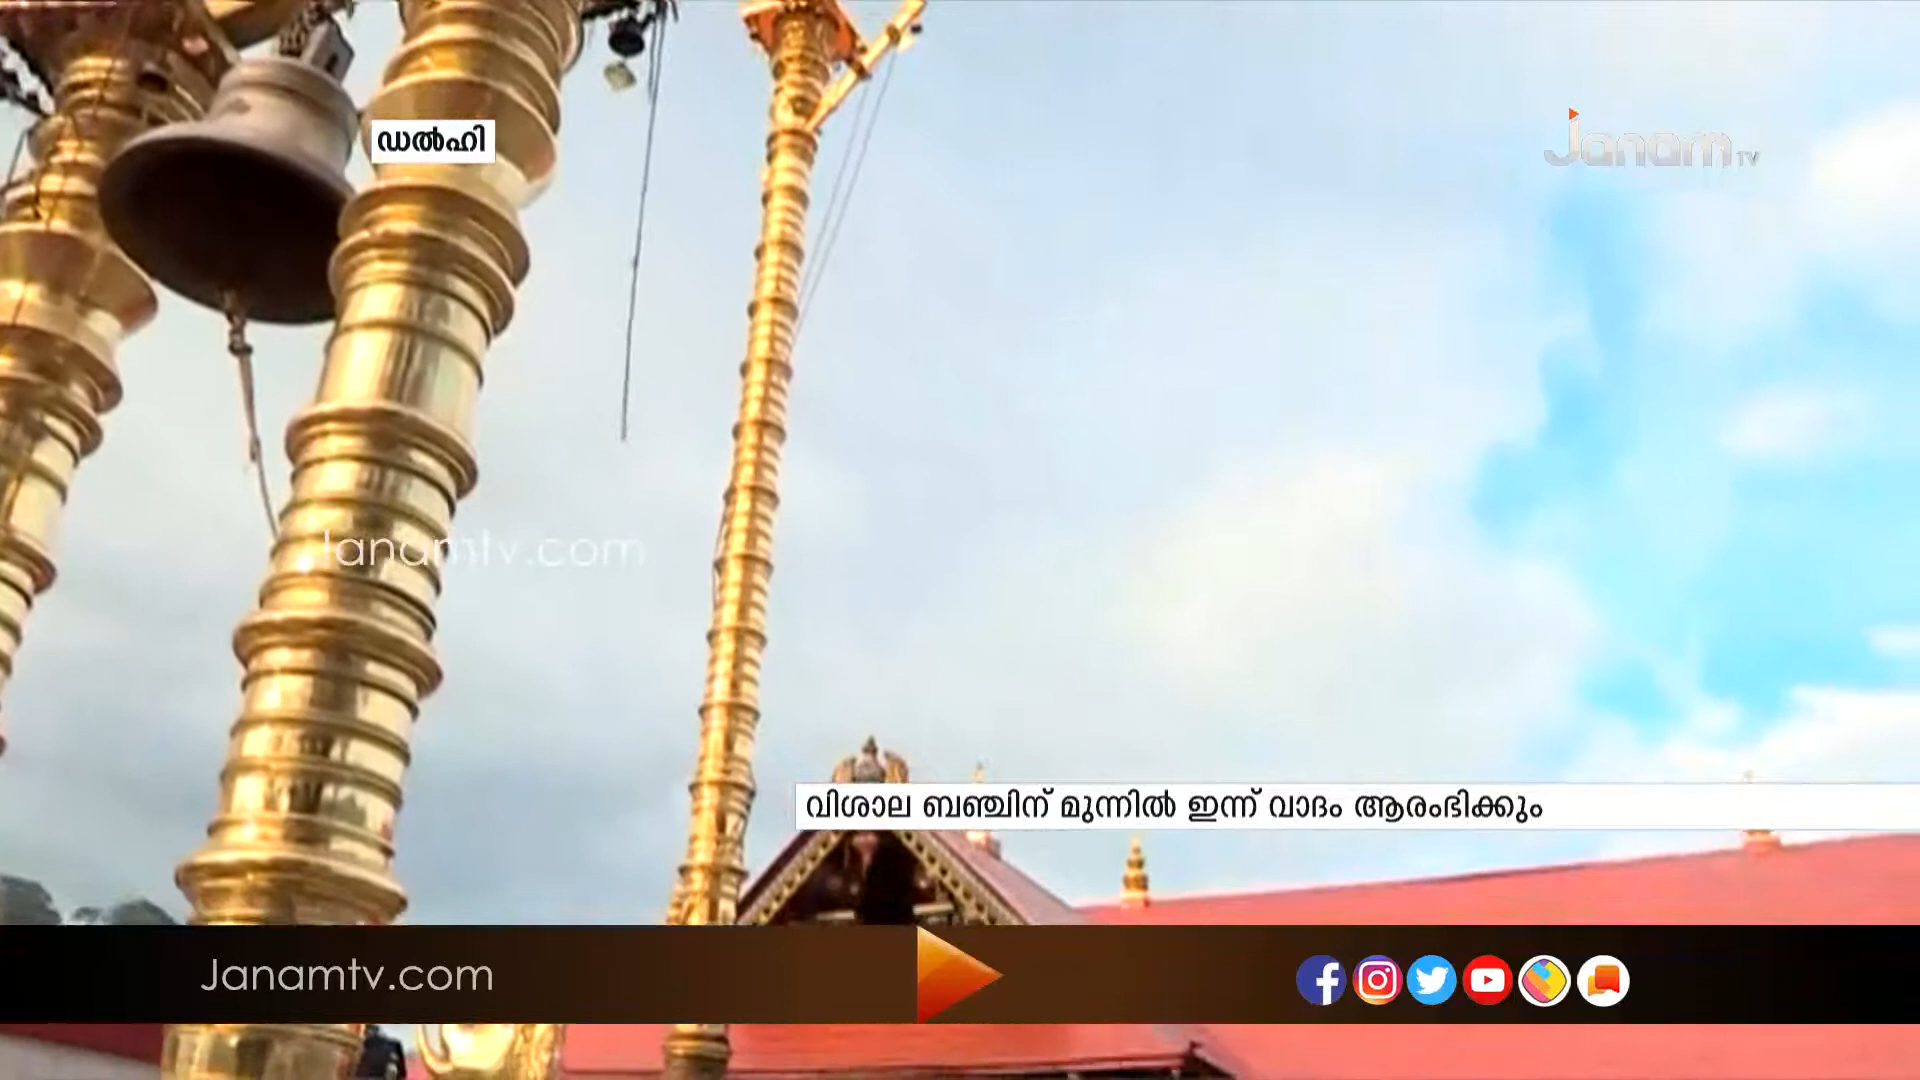 ഡൽഹി
Janam TV
Janamtv.com
വിശാല ബഞ്ചിന് മുന്നിൽ ഇന്ന് വാദം ആരംഭിക്കും
Janamtv.com